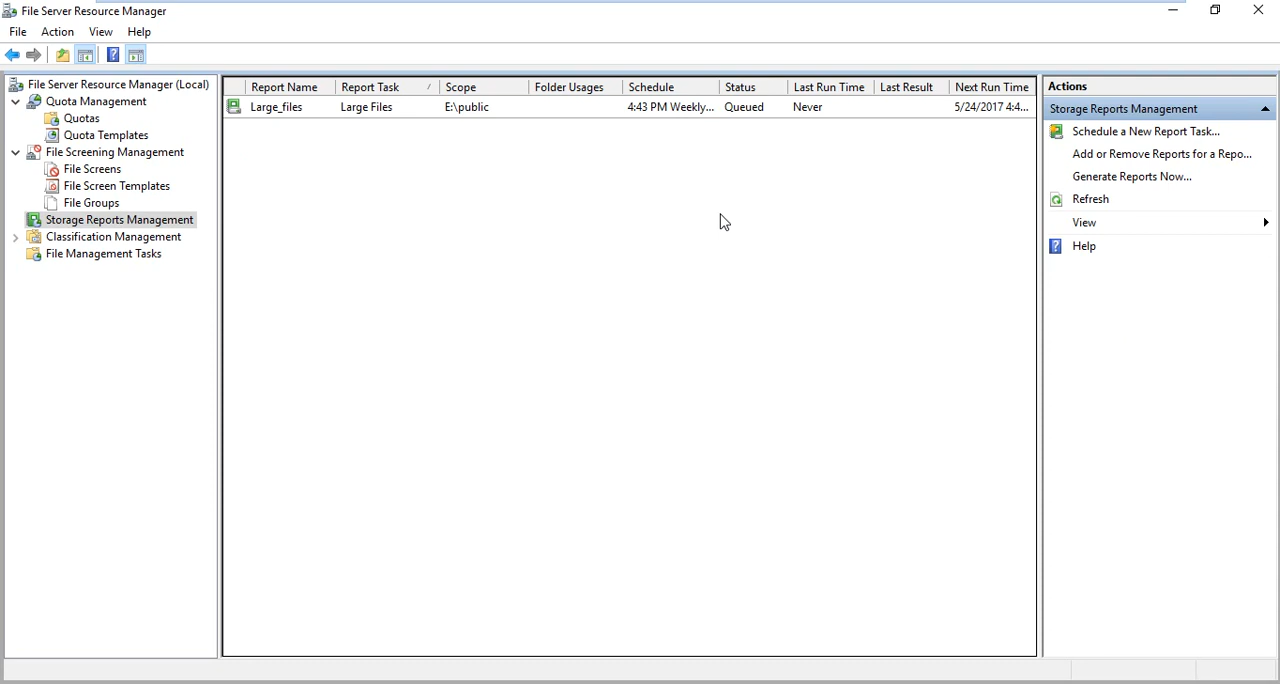 File Server Resource Manager
File Action View Help
File Server Resource Manager (Local)
Quota Management
Quotas
Quota Templates
File Screening Management
File Screens
File Screen Templates
File Groups
Storage Reports Management
Classification Management
File Management Tasks
Report Name Report Task Scope Folder Usages Schedule Status Last Run Time Last Result Next Run Time
Large_files Large Files E:\public 4:43 PM Weekly... Queued Never 5/24/2017 4:4...
Actions
Storage Reports Management
Schedule a New Report Task...
Add or Remove Reports for a Repo...
Generate Reports Now...
Refresh
View
Help